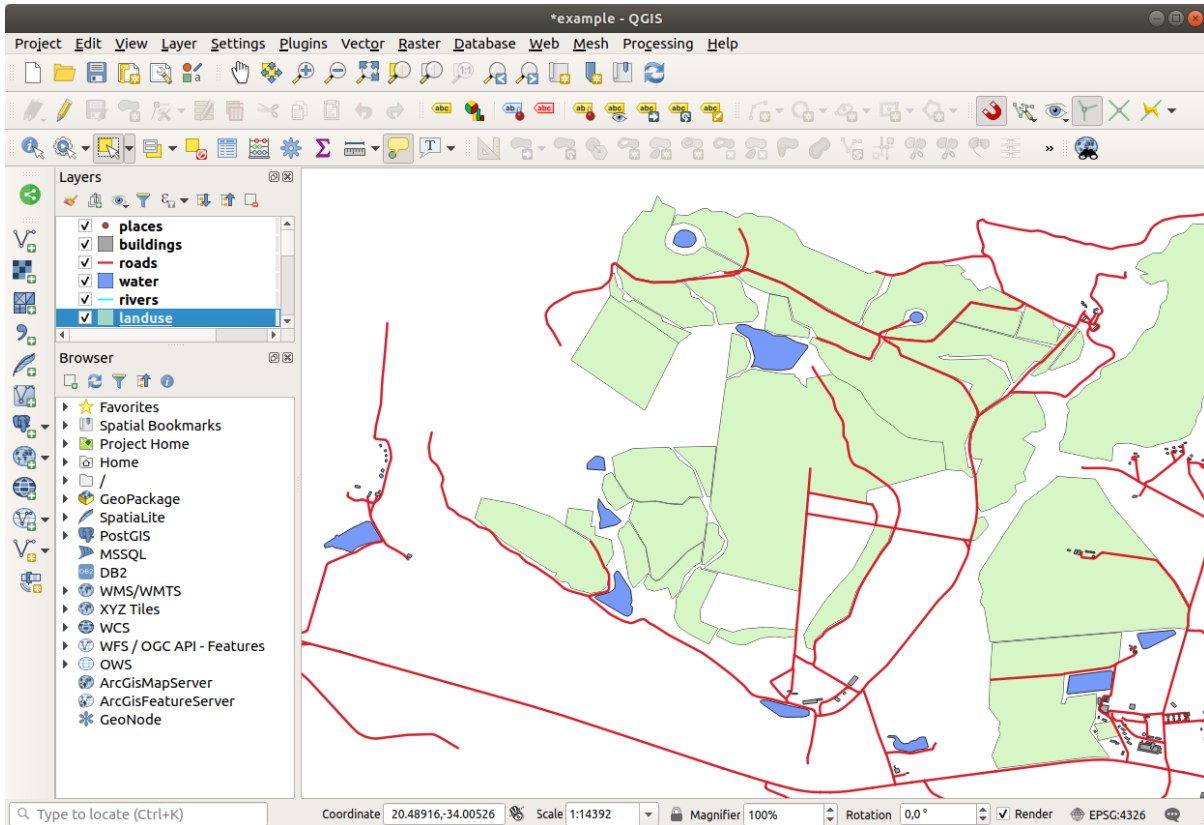 *example - QGIS
Project Edit View Layer Settings Plugins Vector Raster Database Web Mesh Processing Help
Layers
places
buildings
roads
water
rivers
landuse
Browser
Favorites
Spatial Bookmarks
Project Home
Home
/
GeoPackage
SpatiaLite
PostGIS
MSSQL
DB2
WMS/WMTS
XYZ Tiles
WCS
WFS / OGC API - Features
OWS
ArcGisMapServer
ArcGisFeatureServer
GeoNode
Type to locate (Ctrl+K) Coordinate 20.48916,-34.00526 Scale 1:14392 Magnifier 100% Rotation 0,0° Render EPSG:4326